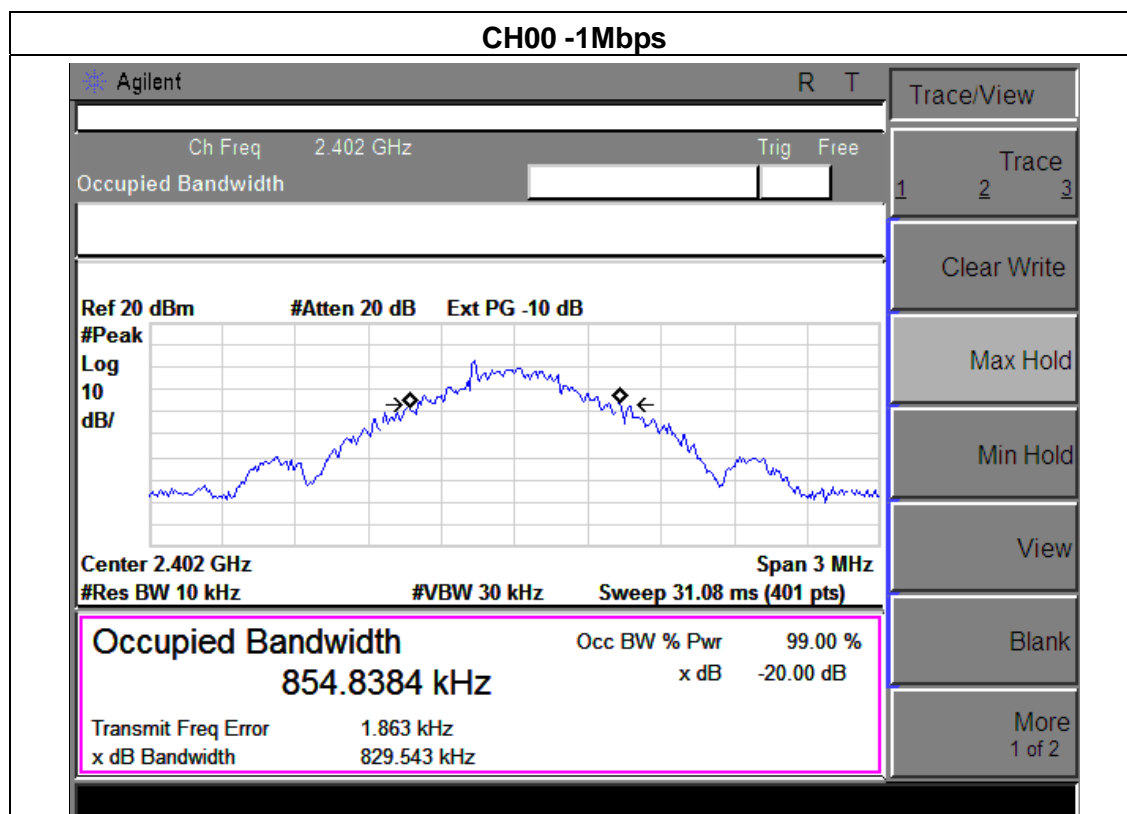 CH00 -1Mbps
Agilent R T
Ch Freq 2.402 GHz Trig Free
Occupied Bandwidth
Ref 20 dBm #Atten 20 dB Ext PG -10 dB
#Peak
Log
10
dB/
Center 2.402 GHz Span 3 MHz
#Res BW 10 kHz #VBW 30 kHz Sweep 31.08 ms (401 pts)
Occupied Bandwidth
854.8384 kHz
Occ BW % Pwr 99.00 %
x dB -20.00 dB
Transmit Freq Error 1.863 kHz
x dB Bandwidth 829.543 kHz
Trace/View
Trace
1 2 3
Clear Write
Max Hold
Min Hold
View
Blank
More
1 of 2